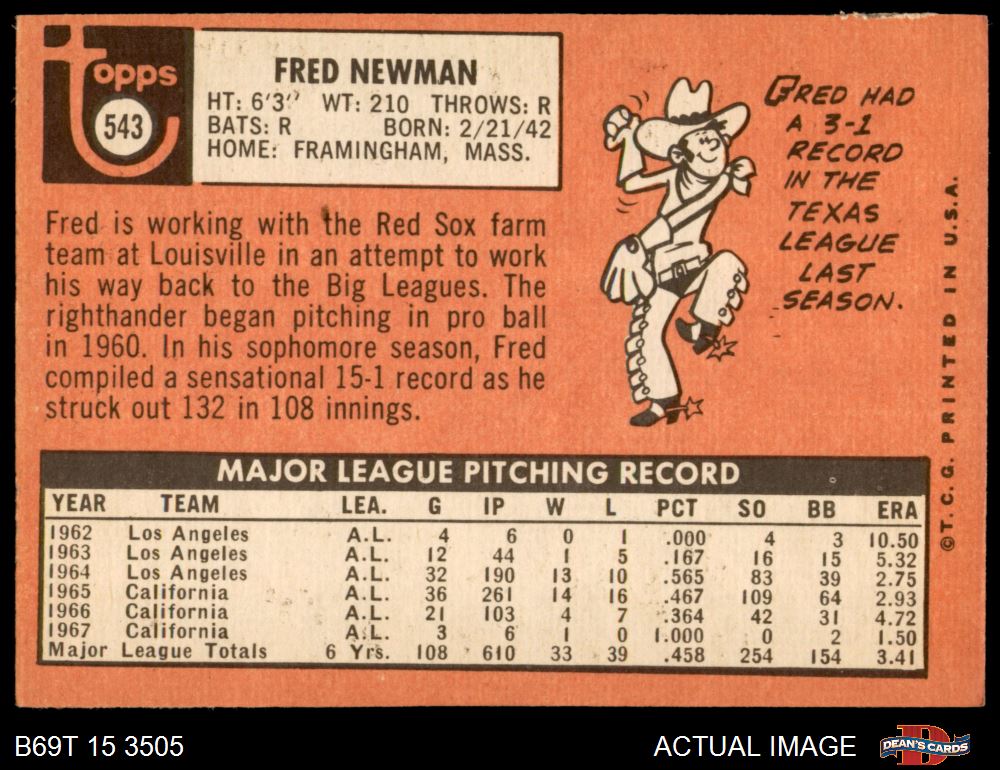 Topps
543
FRED NEWMAN
HT: 6'3" WT: 210 THROWS: R
BATS: R BORN: 2/21/42
HOME: FRAMINGHAM, MASS.
Fred is working with the Red Sox farm
team at Louisville in an attempt to work
his way back to the Big Leagues. The
righthander began pitching in pro ball
in 1960. In his sophomore season, Fred
compiled a sensational 15-1 record as he
struck out 132 in 108 innings.
FRED HAD
A 3-1
RECORD
IN THE
TEXAS
LEAGUE
LAST
SEASON.
©T.C.G. PRINTED IN U.S.A.
MAJOR LEAGUE PITCHING RECORD
YEAR TEAM LEA. G IP W L PCT SO BB ERA
1962 Los Angeles A.L. 4 6 0 1 .000 4 3 10.50
1963 Los Angeles A.L. 12 44 1 5 .167 16 15 5.32
1964 Los Angeles A.L. 32 190 13 10 .565 83 39 2.75
1965 California A.L. 36 261 14 16 .467 109 64 2.93
1966 California A.L. 21 103 4 7 .364 42 31 4.72
1967 California A.L. 3 6 1 0 1.000 0 2 1.50
Major League Totals 6 Yrs. 108 610 33 39 .458 254 154 3.41
B69T 15 3505
ACTUAL IMAGE
D
DEAN'S CARDS